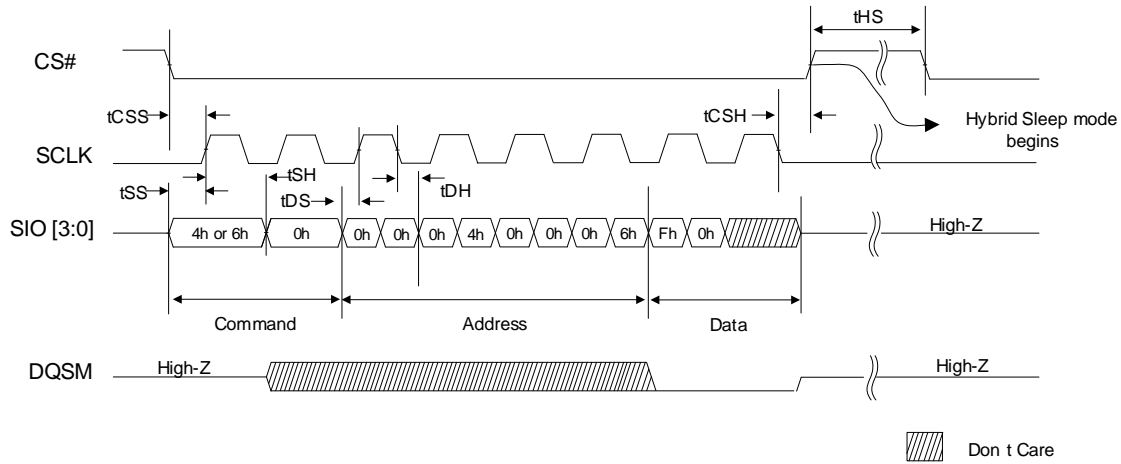 tHS
CS#
tCSS
tCSH
Hybrid Sleep mode
begins
SCLK
tSS
tSH
tDS
tDH
SIO [3:0]
4h or 6h
0h
0h
0h
0h
4h
0h
0h
0h
6h
Fh
0h
High-Z
Command
Address
Data
DQSM
High-Z
High-Z
Don t Care